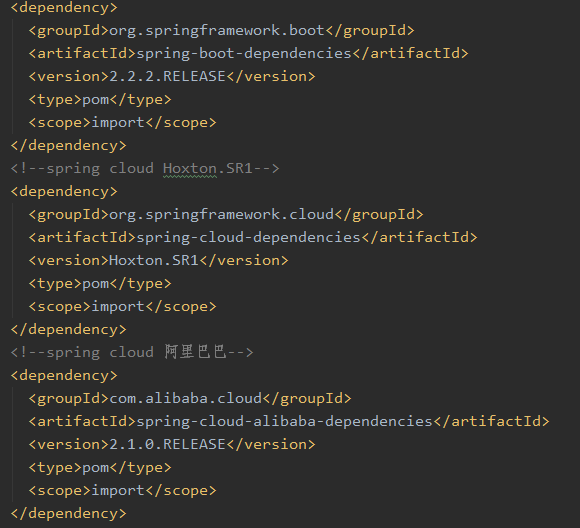 <dependency>
<groupId>org.springframework.boot</groupId>
<artifactId>spring-boot-dependencies</artifactId>
<version>2.2.2.RELEASE</version>
<type>pom</type>
<scope>import</scope>
</dependency>
<!--spring cloud Hoxton.SR1-->
<dependency>
<groupId>org.springframework.cloud</groupId>
<artifactId>spring-cloud-dependencies</artifactId>
<version>Hoxton.SR1</version>
<type>pom</type>
<scope>import</scope>
</dependency>
<!--spring cloud 阿里巴巴-->
<dependency>
<groupId>com.alibaba.cloud</groupId>
<artifactId>spring-cloud-alibaba-dependencies</artifactId>
<version>2.1.0.RELEASE</version>
<type>pom</type>
<scope>import</scope>
</dependency>